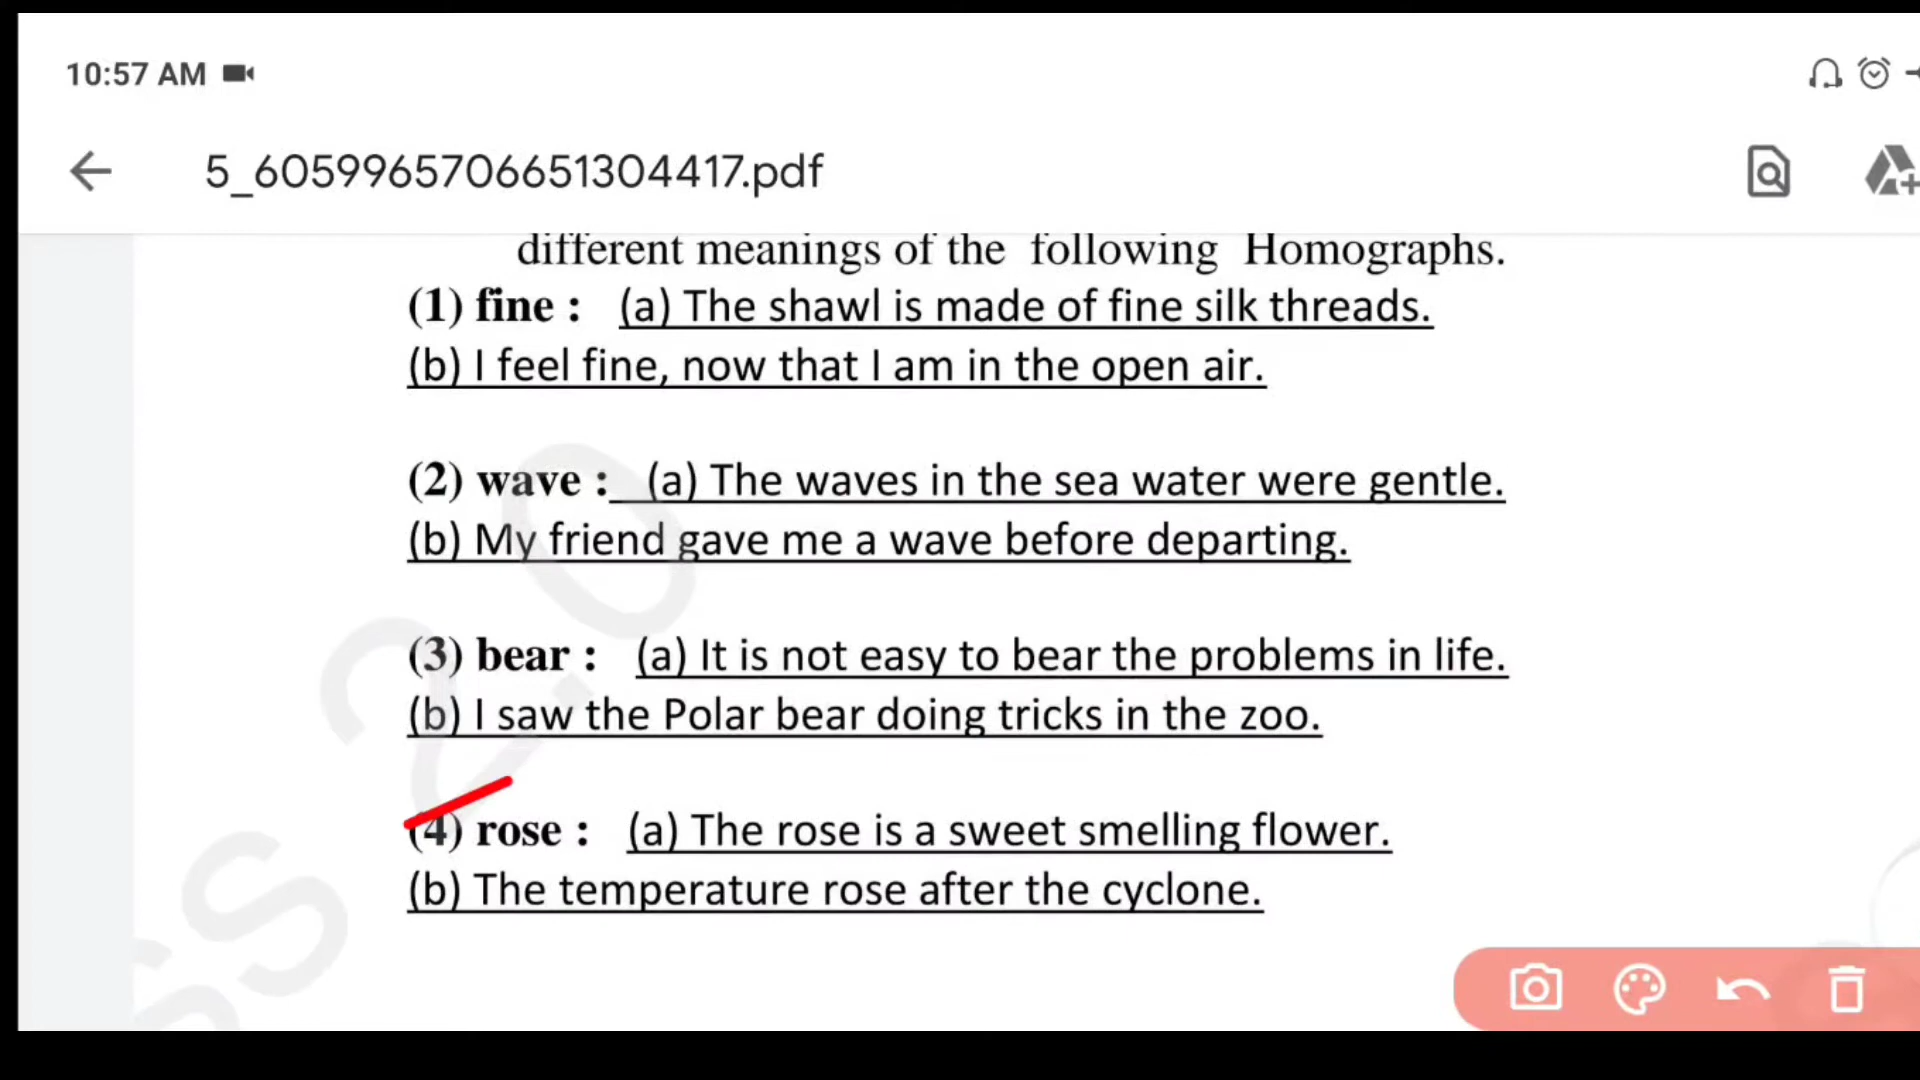 10:57 AM
5_6059965706651304417.pdf
different meanings of the following Homographs.
(1) fine : (a) The shawl is made of fine silk threads.
(b) I feel fine, now that I am in the open air.
(2) wave : (a) The waves in the sea water were gentle.
(b) My friend gave me a wave before departing.
(3) bear : (a) It is not easy to bear the problems in life.
(b) I saw the Polar bear doing tricks in the zoo.
(4) rose : (a) The rose is a sweet smelling flower.
(b) The temperature rose after the cyclone.
ss 2.0